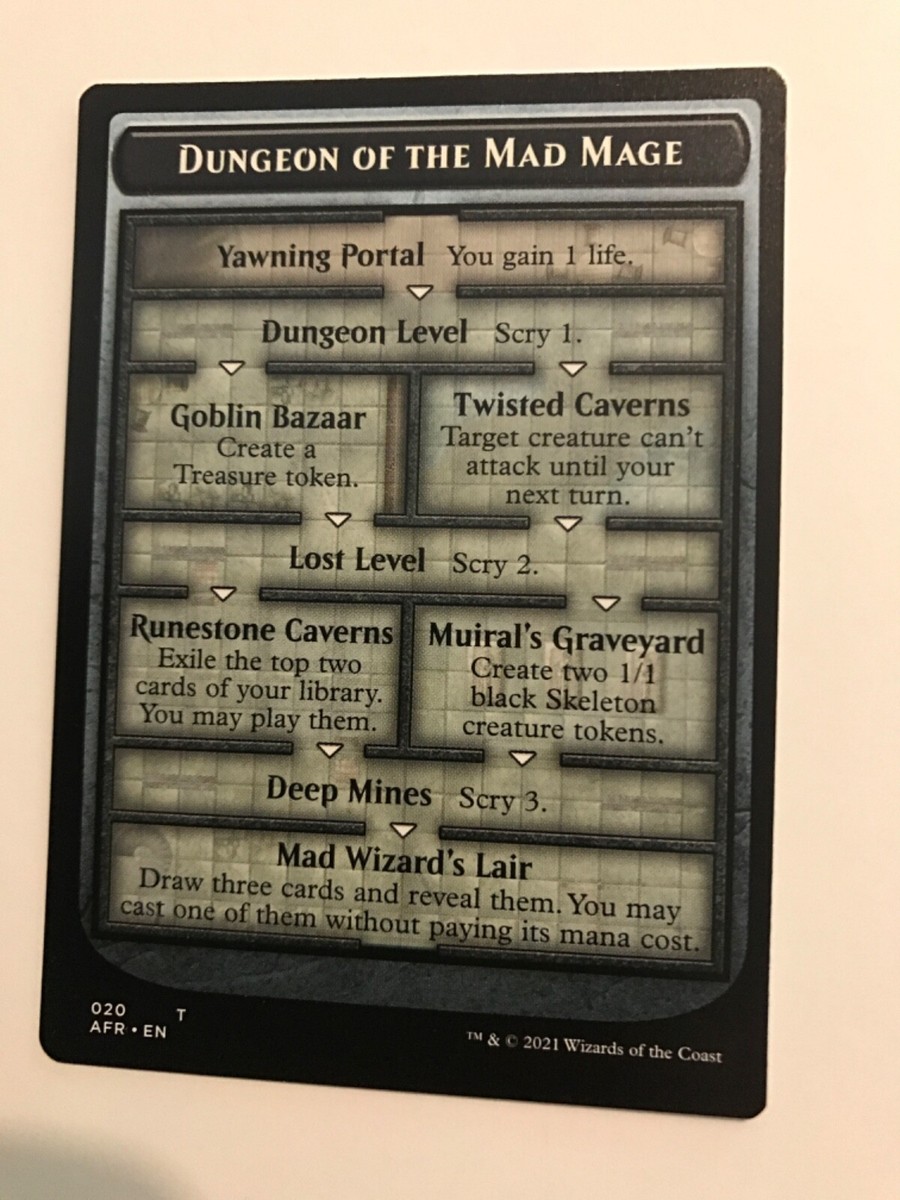 DUNGEON OF THE MAD MAGE
Yawning Portal You gain 1 life.
Dungeon Level Scry 1.
Goblin Bazaar
Create a
Treasure token.
Twisted Caverns
Target creature can't
attack until your
next turn.
Lost Level Scry 2.
Runestone Caverns
Exile the top two
cards of your library.
You may play them.
Muiral's Graveyard
Create two 1/1
black Skeleton
creature tokens.
Deep Mines Scry 3.
Mad Wizard's Lair
Draw three cards and reveal them. You may
cast one of them without paying its mana cost.
020 T
AFR • EN
™ & © 2021 Wizards of the Coast